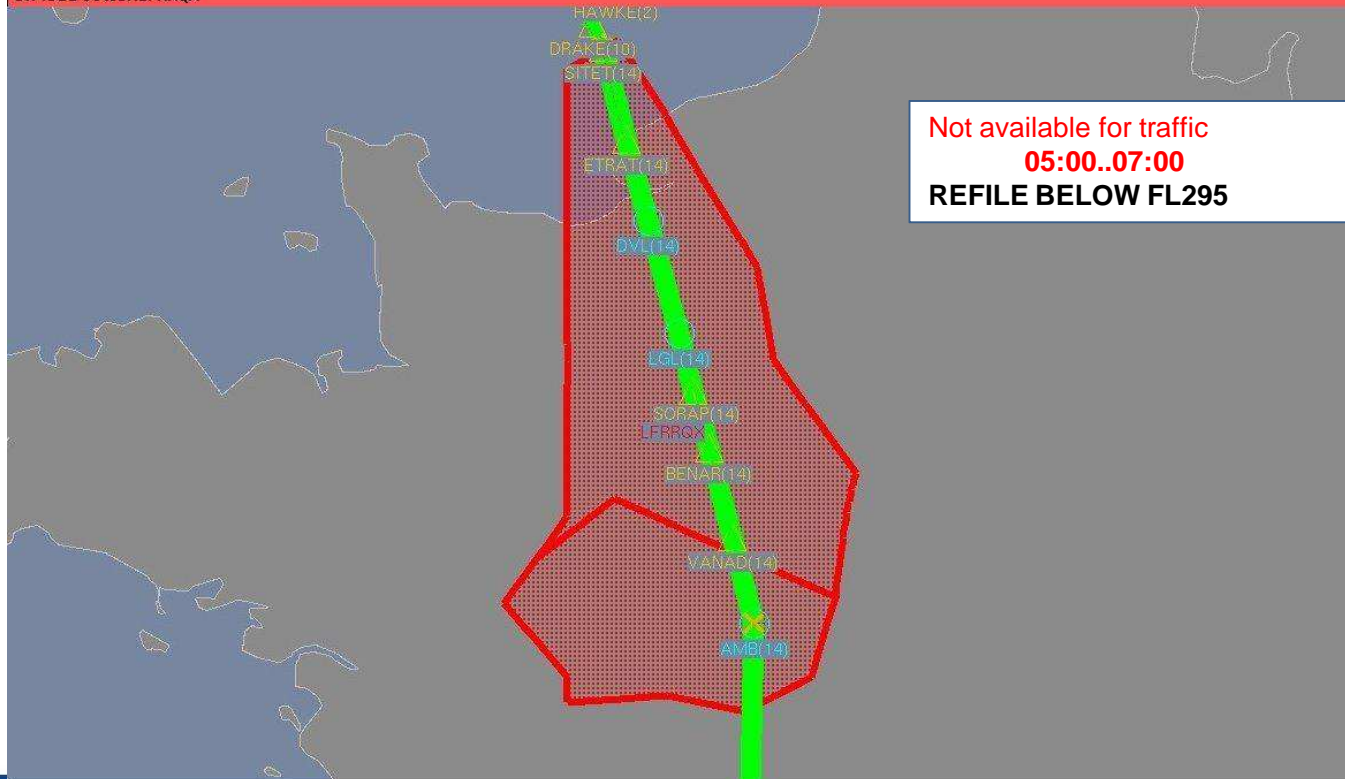 HAWKE(2)
DRAKE(10)
SITET(14)
ETRAT(14)
DVL(14)
LGL(14)
SORAP(14)
LFRRQX
BENAR(14)
VANAD(14)
AMB(14)
Not available for traffic
05:00..07:00
REFILE BELOW FL295